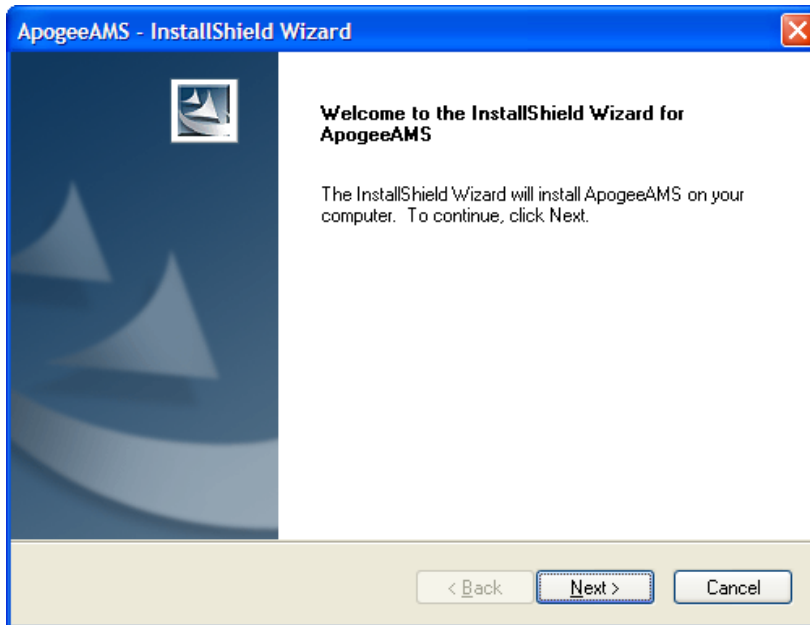 ApogeeAMS - InstallShield Wizard
Welcome to the InstallShield Wizard for
ApogeeAMS
The InstallShield Wizard will install ApogeeAMS on your
computer. To continue, click Next.
< Back
Next >
Cancel